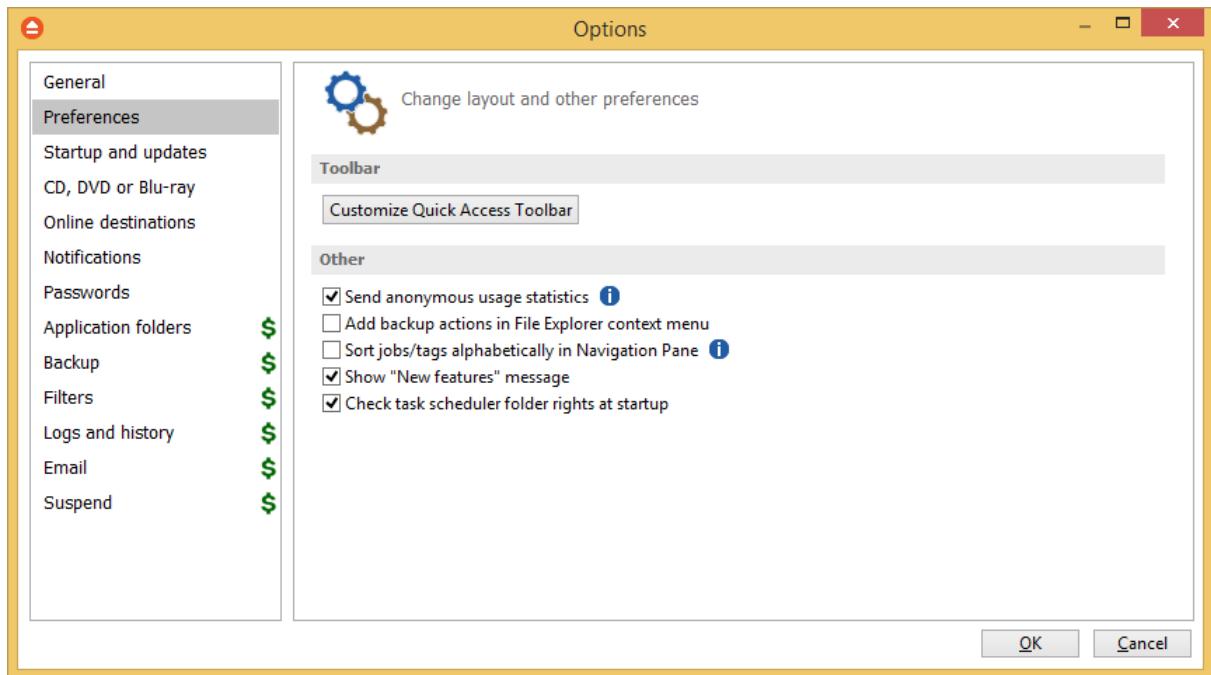 Options
General
Preferences
Startup and updates
CD, DVD or Blu-ray
Online destinations
Notifications
Passwords
Application folders $
Backup $
Filters $
Logs and history $
Email $
Suspend $
Change layout and other preferences
Toolbar
Customize Quick Access Toolbar
Other
Send anonymous usage statistics i
Add backup actions in File Explorer context menu
Sort jobs/tags alphabetically in Navigation Pane i
Show "New features" message
Check task scheduler folder rights at startup
OK Cancel